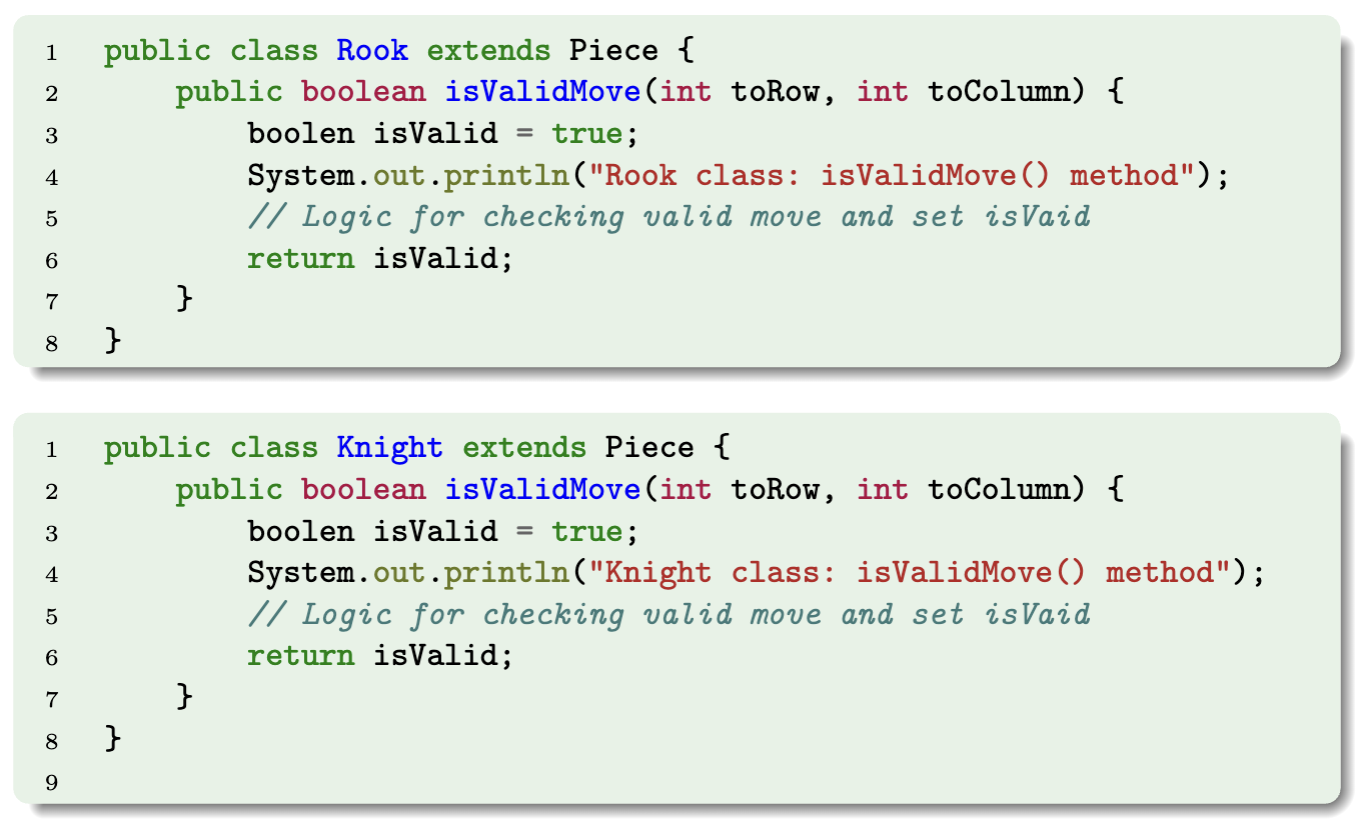 1 public class Rook extends Piece {
2 public boolean isValidMove(int toRow, int toColumn) {
3 boolen isValid = true;
4 System.out.println("Rook class: isValidMove() method");
5 // Logic for checking valid move and set isVaid
6 return isValid;
7 }
8 }
1 public class Knight extends Piece {
2 public boolean isValidMove(int toRow, int toColumn) {
3 boolen isValid = true;
4 System.out.println("Knight class: isValidMove() method");
5 // Logic for checking valid move and set isVaid
6 return isValid;
7 }
8 }
9